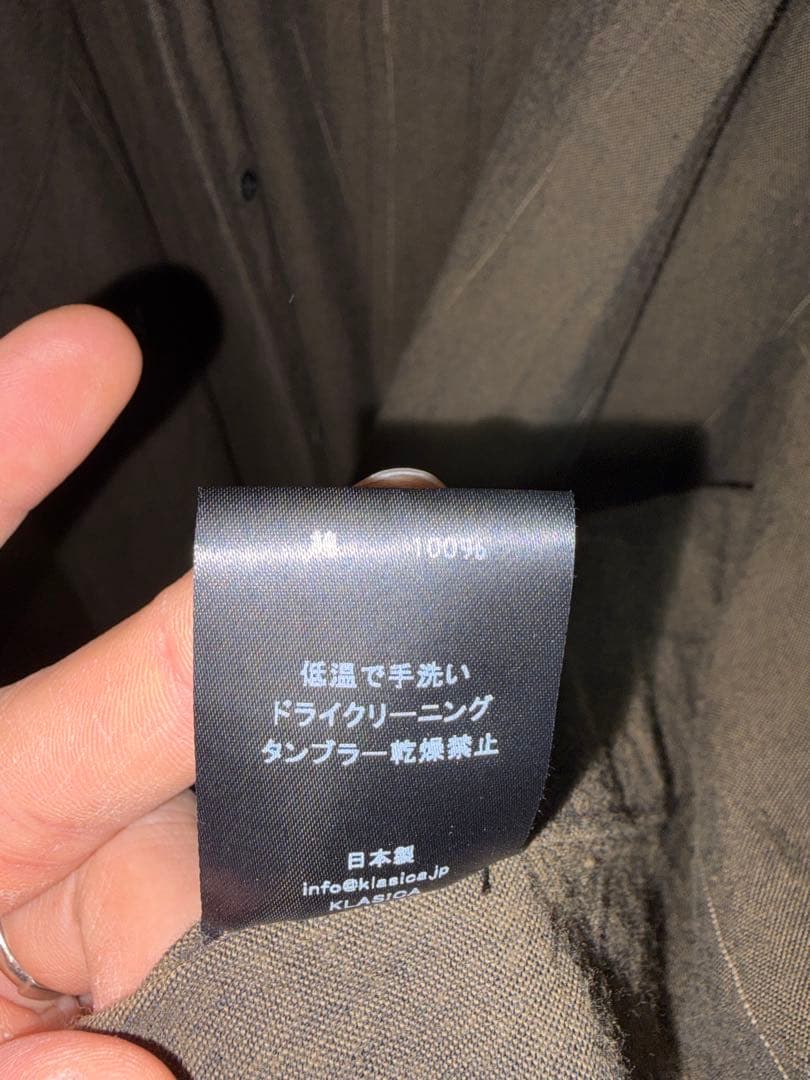 綿 100%
低温で手洗い
ドライクリーニング
タンブラー乾燥禁止
日本製
info@klasica.jp
KLASICA